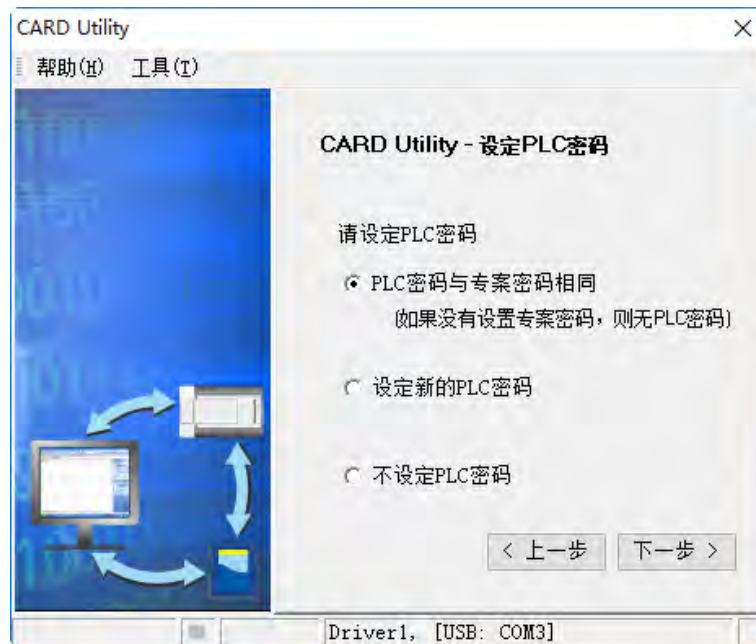 CARD Utility
帮助(H) 工具(T)
CARD Utility - 设定PLC密码
请设定PLC密码
PLC密码与专案密码相同
(如果没有设置专案密码，则无PLC密码)
设定新的PLC密码
不设定PLC密码
< 上一步 下一步 >
Driver1, [USB: COM3]